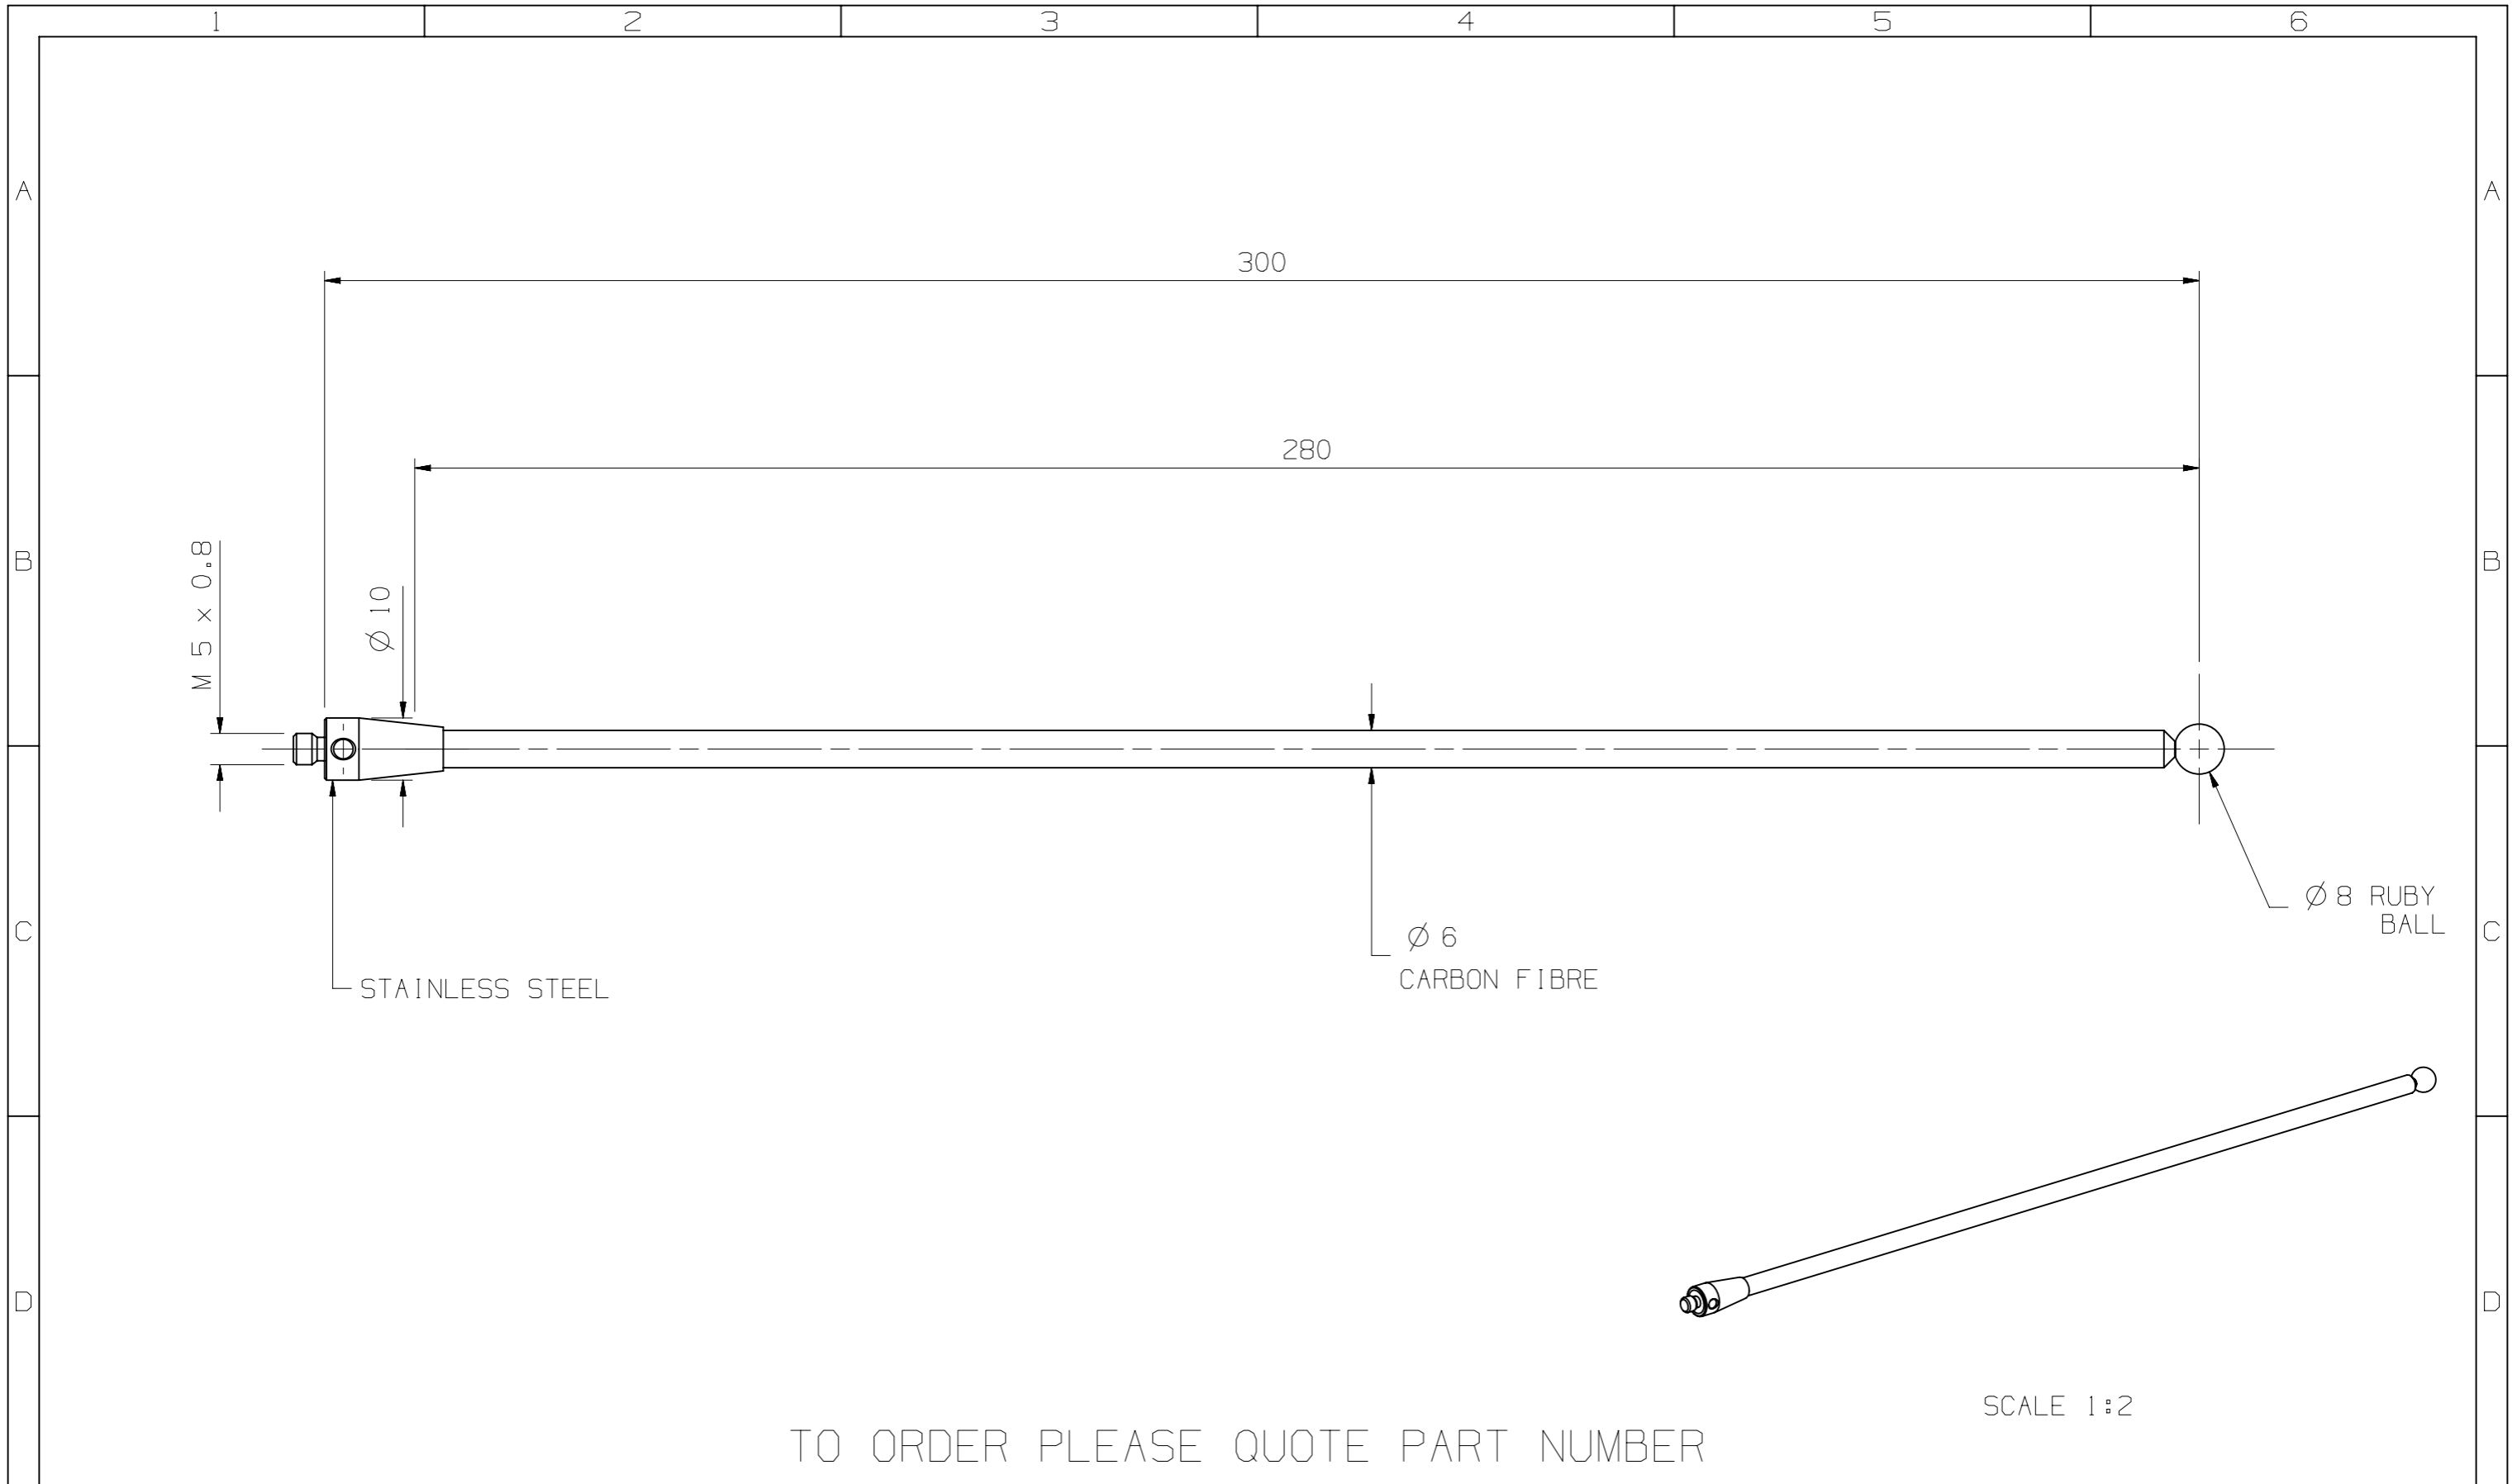 1 2 3 4 5 6
A A
300
280
B B
M 5 x 0.8
Ø 10
Ø 8 RUBY
BALL
C C
Ø 6
CARBON FIBRE
STAINLESS STEEL
D D
SCALE 1:2
TO ORDER PLEASE QUOTE PART NUMBER